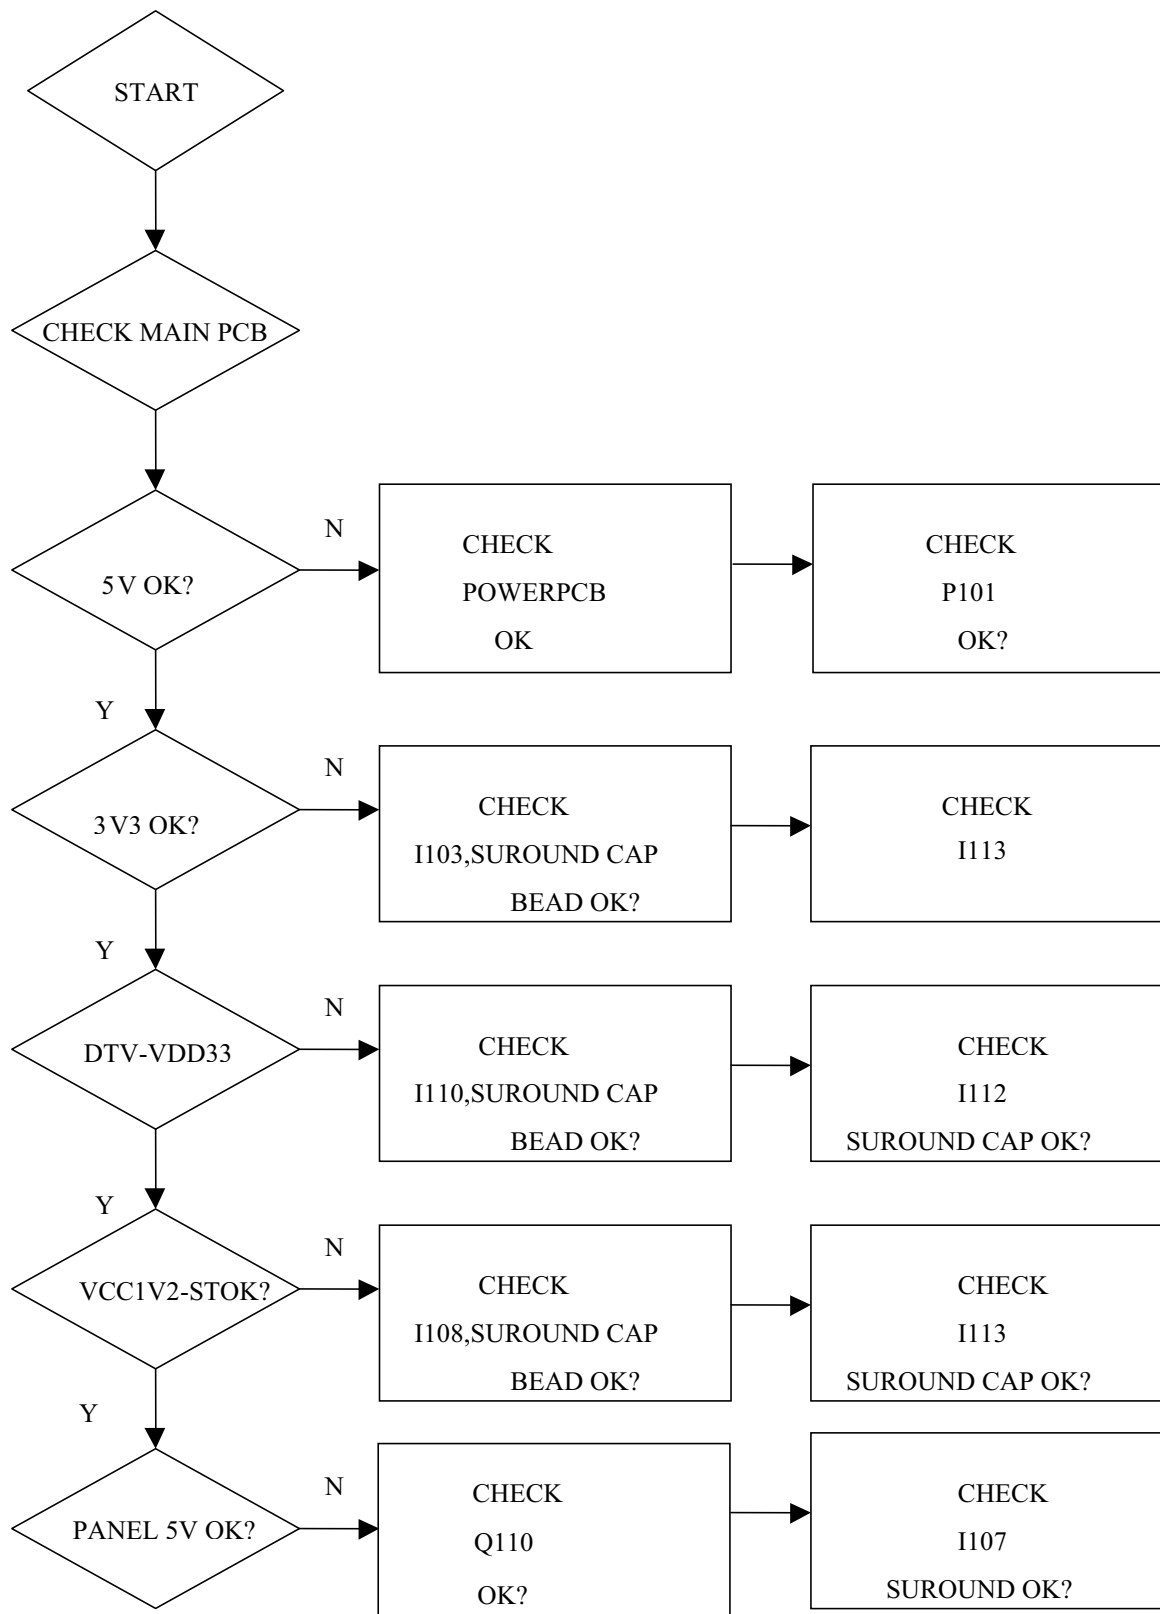 START
CHECK MAIN PCB
5V OK?
N
CHECK
POWERPCB
OK
CHECK
P101
OK?
Y
3V3 OK?
N
CHECK
I103,SUROUND CAP
BEAD OK?
CHECK
I113
Y
DTV-VDD33
N
CHECK
I110,SUROUND CAP
BEAD OK?
CHECK
I112
SUROUND CAP OK?
Y
VCC1V2-STOK?
N
CHECK
I108,SUROUND CAP
BEAD OK?
CHECK
I113
SUROUND CAP OK?
Y
PANEL 5V OK?
N
CHECK
Q110
OK?
CHECK
I107
SUROUND OK?